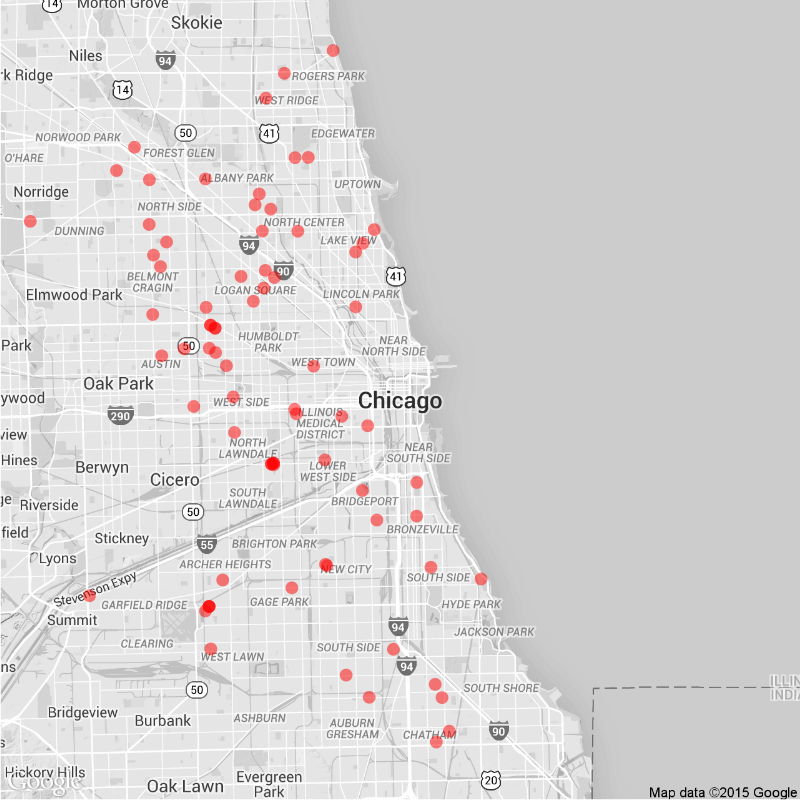 14
Morton Grove
Skokie
Niles
94
rk Ridge
ROGERS PARK
14
WEST RIDGE
50
41
EDGEWATER
NORWOOD PARK
O'HARE
FOREST GLEN
ALBANY PARK
UPTOWN
Norridge
NORTH SIDE
NORTH CENTER
DUNNING
LAKE VIEW
94
90
41
BELMONT
CRAGIN
LOGAN SQUARE
Elmwood Park
LINCOLN PARK
HUMBOLDT
PARK
NEAR
NORTH SIDE
Park
50
AUSTIN
WEST TOWN
Oak Park
ywood
WEST SIDE
Chicago
290
ILLINOIS
MEDICAL
DISTRICT
view
NORTH
LAWNDALE
NEAR
SOUTH SIDE
Hines
Berwyn
LOWER
WEST SIDE
Cicero
SOUTH
LAWNDALE
ge
Riverside
50
BRIDGEPORT
field
Stickney
BRONZEVILLE
55
BRIGHTON PARK
Lyons
ARCHER HEIGHTS
NEW CITY
SOUTH SIDE
Stevenson Expy
GARFIELD RIDGE
GAGE PARK
HYDE PARK
Summit
94
JACKSON PARK
CLEARING
WEST LAWN
SOUTH SIDE
ns
94
ILLIN
INDIA
50
SOUTH SHORE
Bridgeview
Burbank
ASHBURN
AUBURN
GRESHAM
CHATHAM
90
s
Hickory Hills
Google
Oak Lawn
Evergreen
Park
20
Map data ©2015 Google